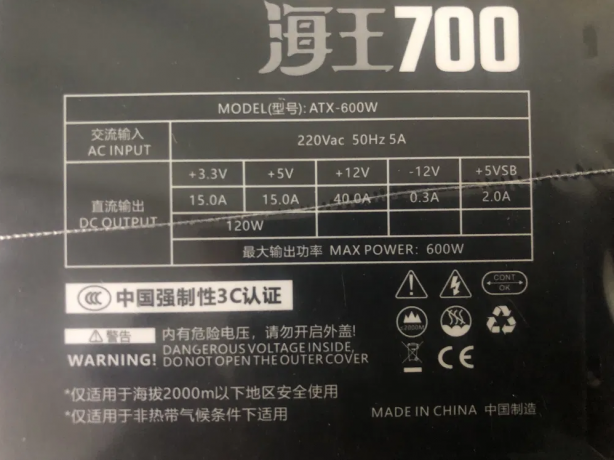 海王700
MODEL(型号): ATX-600W
交流输入 AC INPUT 220Vac 50Hz 5A
直流输出 DC OUTPUT +3.3V +5V +12V -12V +5VSB
15.0A 15.0A 40.0A 0.3A 2.0A
120W
最大输出功率 MAX POWER: 600W
CCC 中国强制性3C认证
CONT
OK
警告 内有危险电压，请勿开启外盖!
WARNING! DANGEROUS VOLTAGE INSIDE,
DO NOT OPEN THE OUTER COVER
≤2000M
CE
*仅适用于海拔2000m以下地区安全使用
*仅适用于非热带气候条件下适用
MADE IN CHINA 中国制造